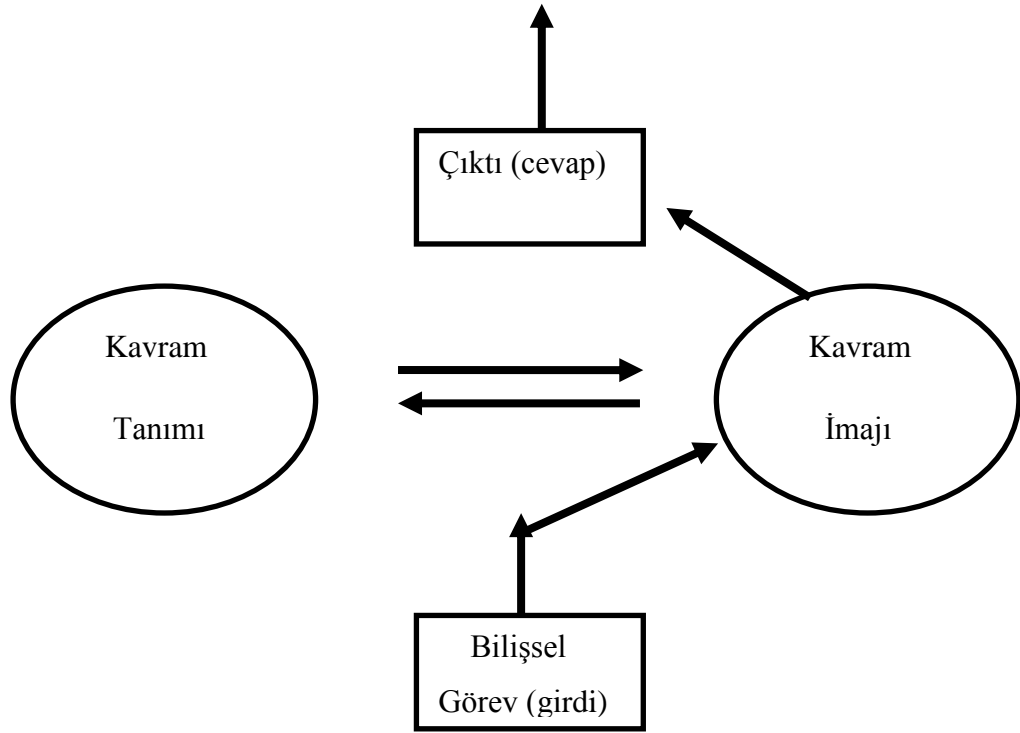 Çıktı (cevap)
Kavram
Tanımı
Kavram
İmajı
Bilişsel
Görev (girdi)